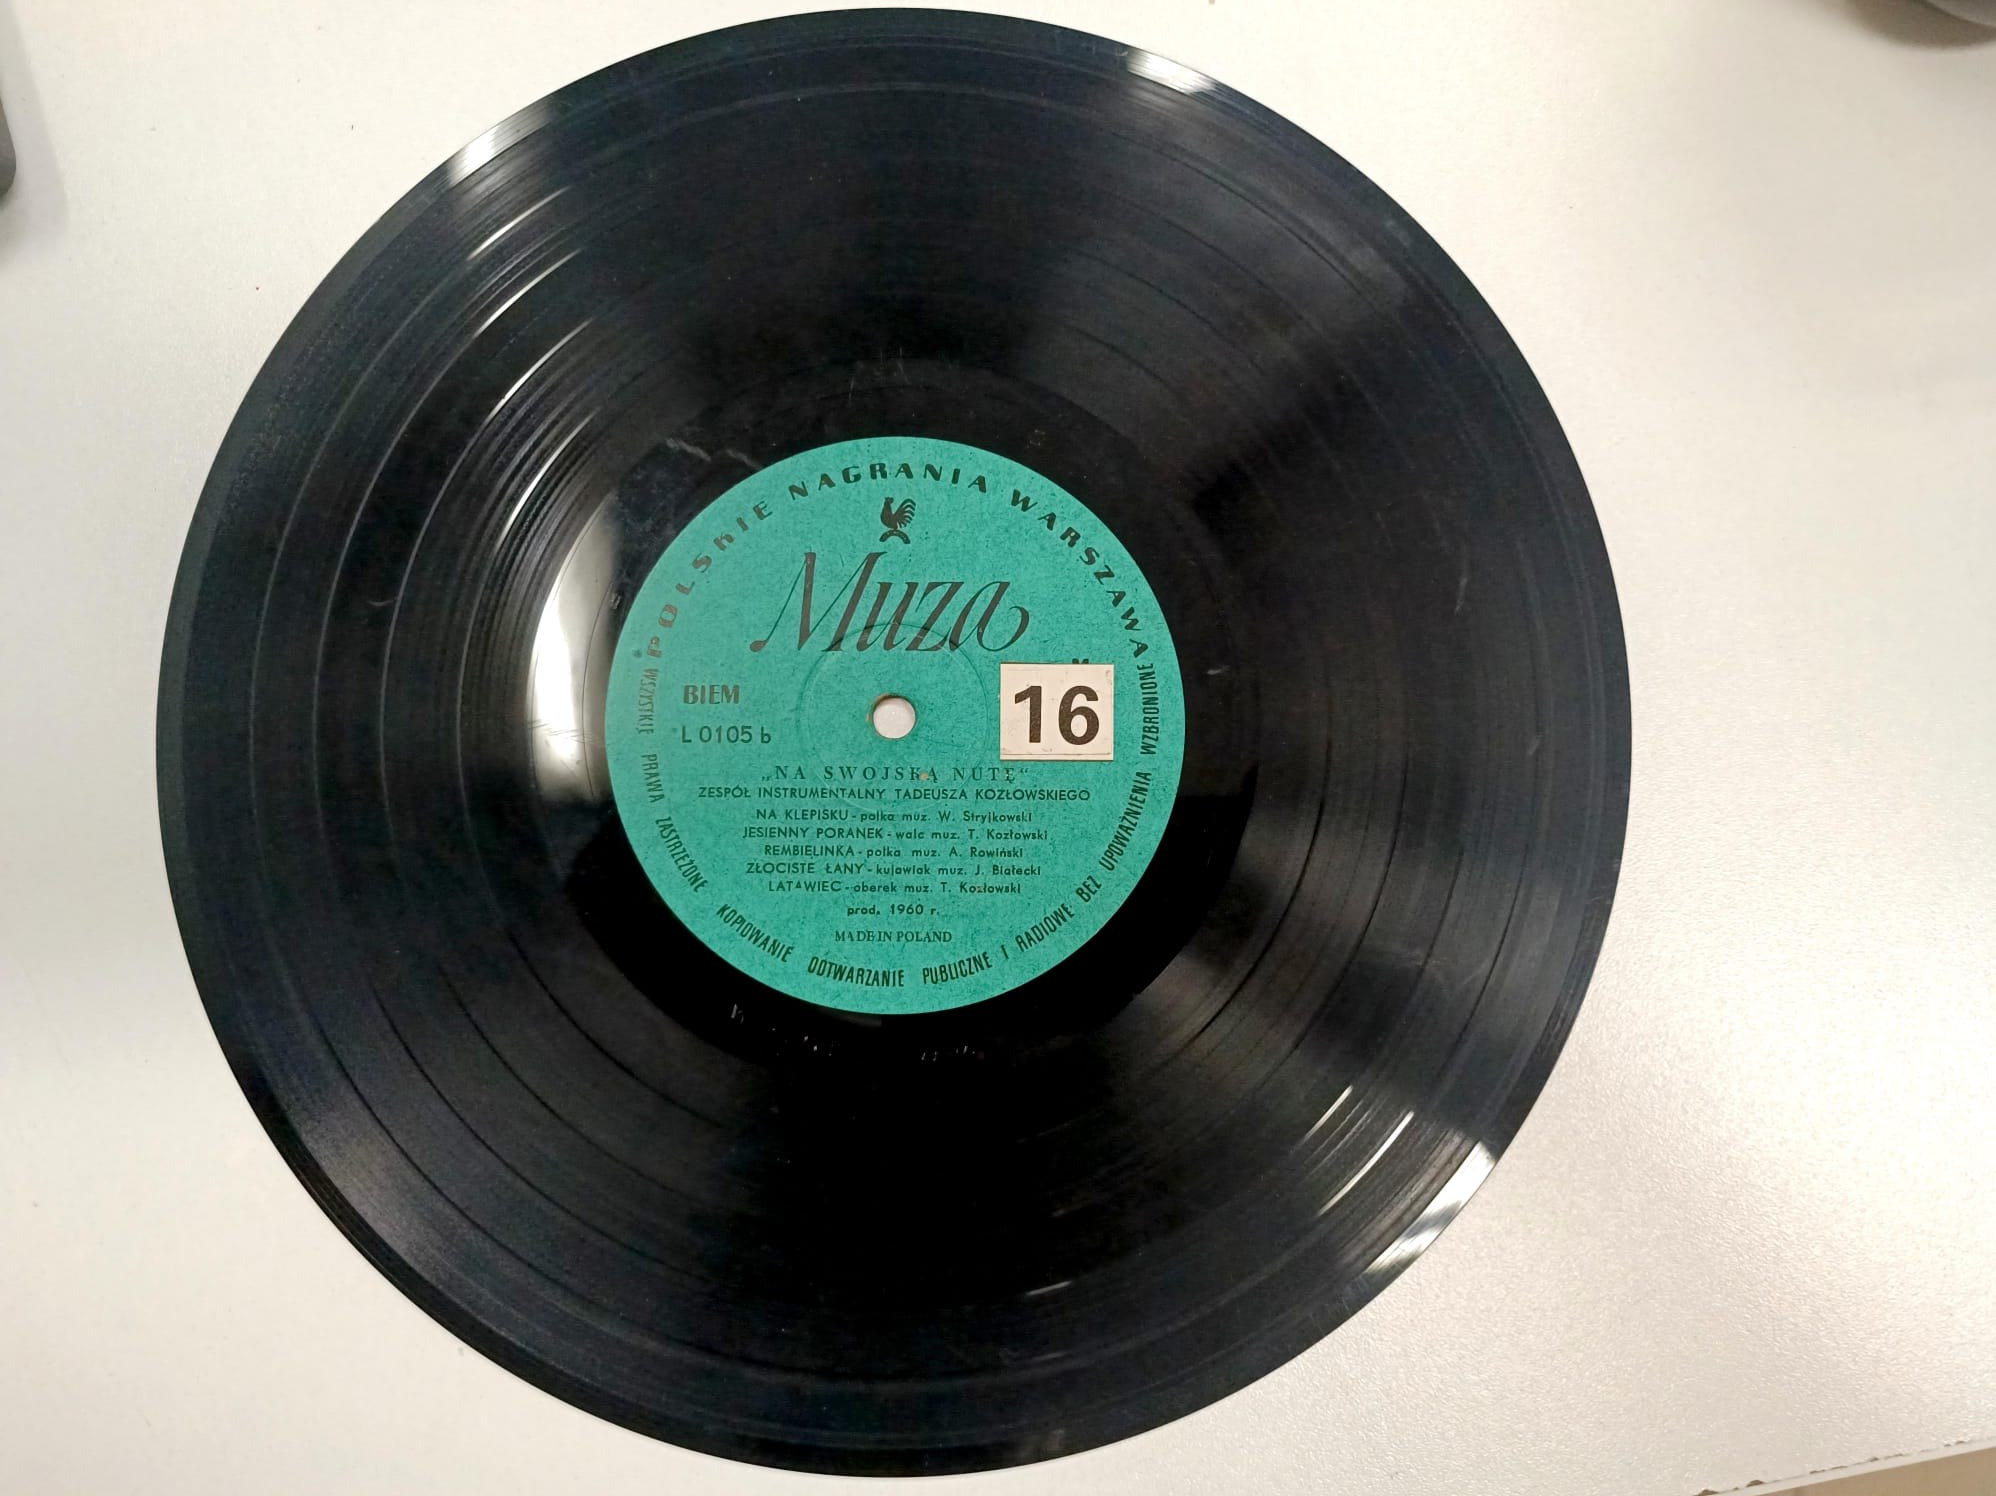 POLSKIE NAGRANIA WARSZAWA
Muza
BIEM
16
L 0105 b
„NA SWOJSKĄ NUTĘ“
ZESPÓŁ INSTRUMENTALNY TADEUSZA KOZŁOWSKIEGO
NA KLEPISKU - polka muz. W. Stryjkowski
JESIENNY PORANEK - walc muz. T. Kozłowski
REMBIELINKA - polka muz. A. Rowiński
ZŁOCISTE ŁANY - kujawiak muz. J. Białecki
LATAWIEC - oberek muz. T. Kozłowski
prod. 1960 r.
MADE IN POLAND
WSZYSTKIE PRAWA ZASTRZEŻONE KOPIOWANIE ODTWARZANIE PUBLICZNE I RADIOWE BEZ UPOWAŻNIENIA WZBRONIONE